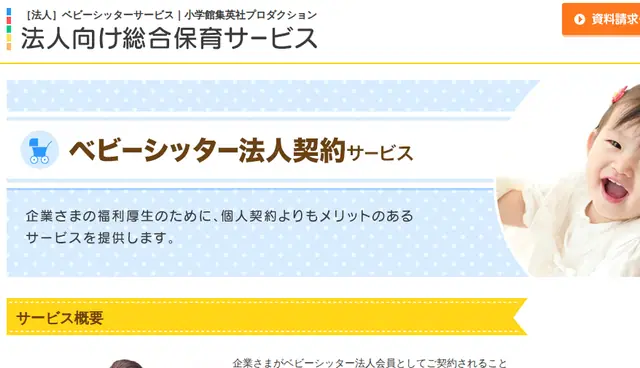 ［法人］ベビーシッターサービス｜小学館集英社プロダクション
法人向け総合保育サービス
資料請求
ベビーシッター法人契約サービス
企業さまの福利厚生のために、個人契約よりもメリットのある
サービスを提供します。
サービス概要
企業さまがベビーシッター法人会員としてご契約されること